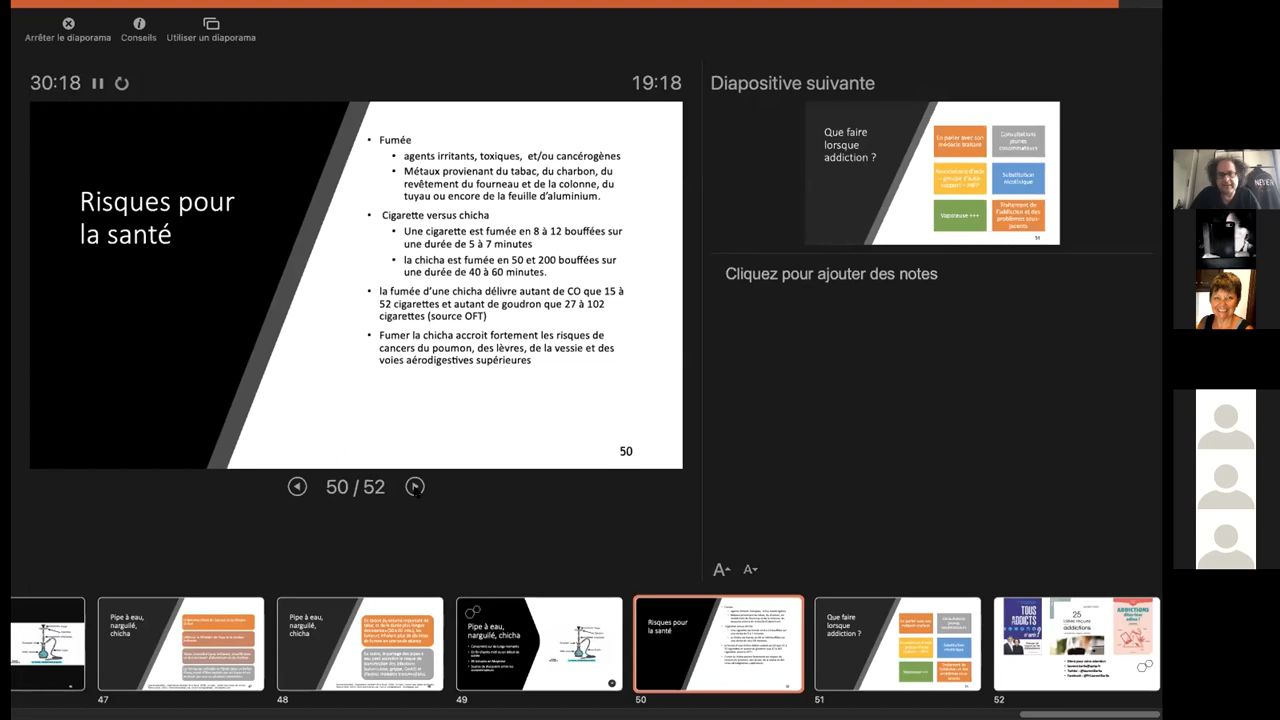 Arrêter le diaporama
Conseils
Utiliser un diaporama
30:18
19:18
Diapositive suivante
Risques pour
la santé
• Fumée
• agents irritants, toxiques, et/ou cancérogènes
• Métaux provenant du tabac, du charbon, du
revêtement du fourneau et de la colonne, du
tuyau ou encore de la feuille d'aluminium.
• Cigarette versus chicha
• Une cigarette est fumée en 8 à 12 bouffées sur
une durée de 5 à 7 minutes
• la chicha est fumée en 50 et 200 bouffées sur
une durée de 40 à 60 minutes.
• la fumée d'une chicha délivre autant de CO que 15 à
52 cigarettes et autant de goudron que 27 à 102
cigarettes (source OFT)
• Fumer la chicha accroit fortement les risques de
cancers du poumon, des lèvres, de la vessie et des
voies aérodigestives supérieures
50
50 / 52
Que faire
lorsque
addiction ?
En parler avec son
médecin traitant
Consultations
jeunes
consommateurs
Substitution
nicotinique
Vapoteuse +++
Traitement de
l'addiction et des
problèmes sous-
jacents
51
Cliquez pour ajouter des notes
A
A
Pipe à eau,
narguilé,
chicha
47
Pipe à eau,
narguilé,
chicha
48
Pipe à eau,
narguilé, chicha
49
Risques pour
la santé
50
Que faire
lorsque
addiction ?
51
TOUS
ADDICTS
25
ADDICTIONS
52